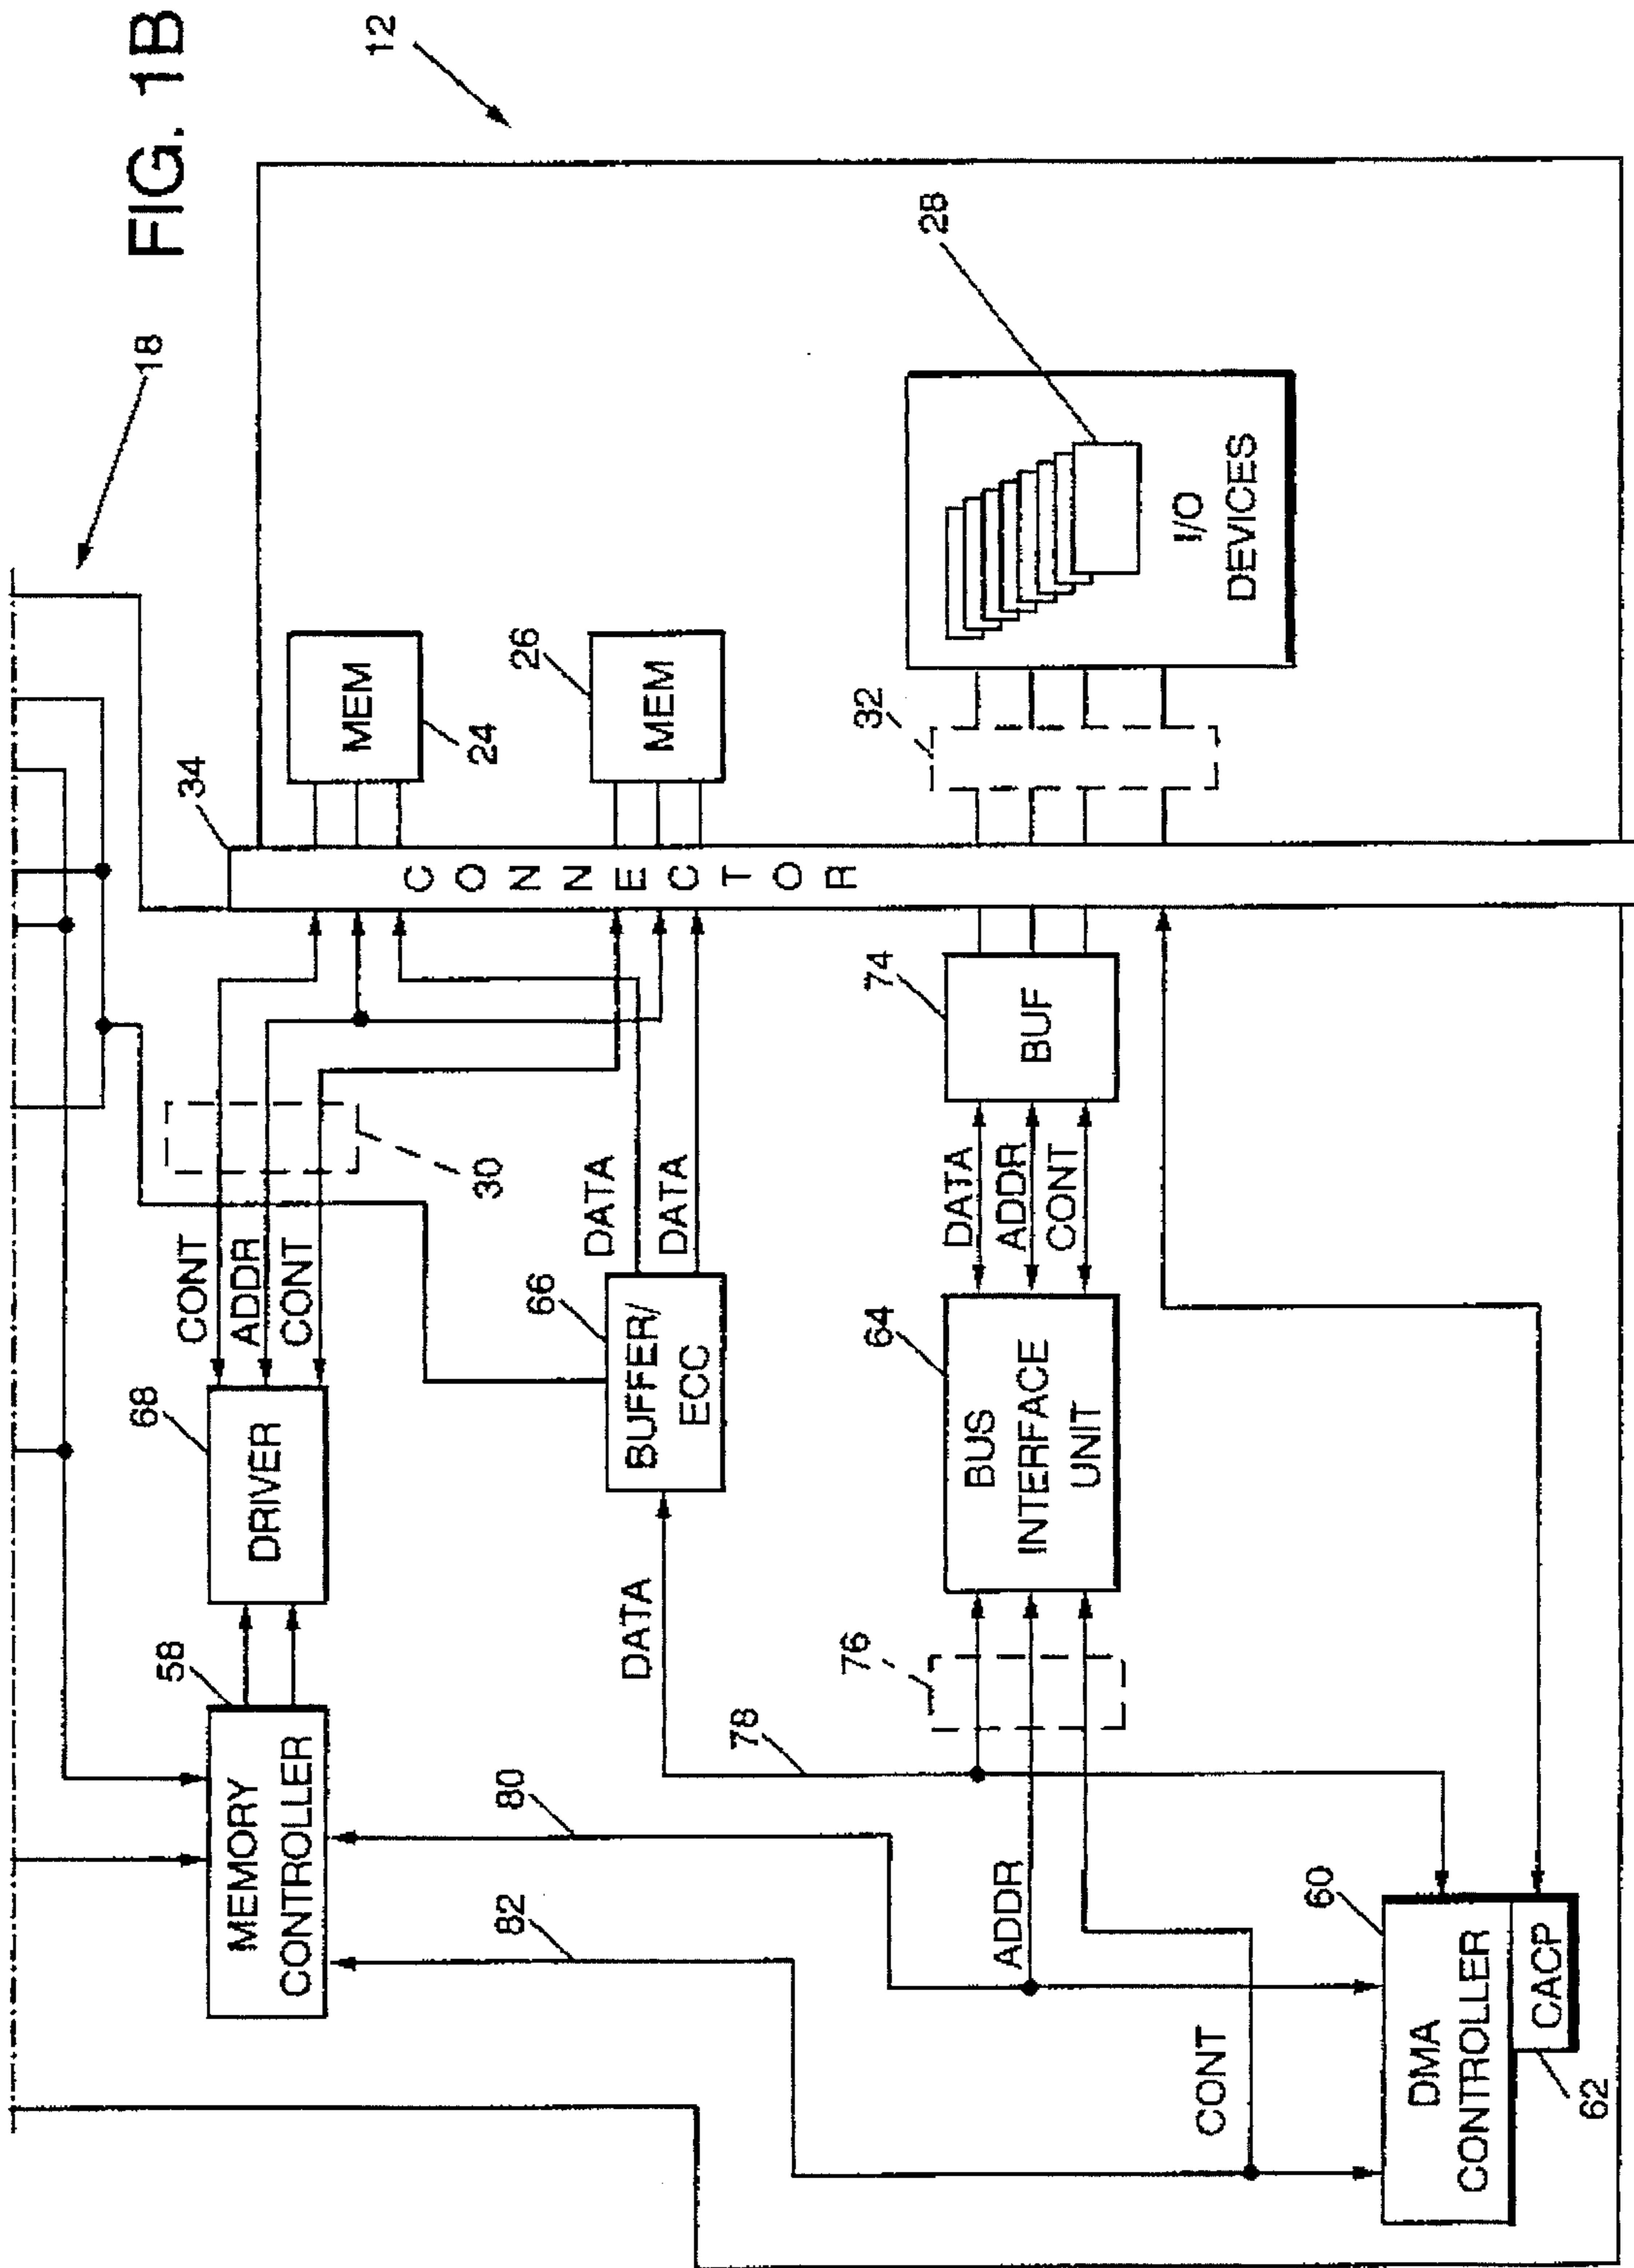 FIG. 1B
18
12
34
58
68
MEMORY
CONTROLLER
DRIVER
CONT
ADDR
CONT
30
MEM
24
82
80
66
BUFFER/
ECC
DATA
DATA
DATA
26
MEM
C
O
N
N
E
C
T
O
R
78
76
64
BUS
INTERFACE
UNIT
DATA
ADDR
CONT
74
BUF
32
28
I/O
DEVICES
ADDR
CONT
60
DMA
CONTROLLER
CACP
62